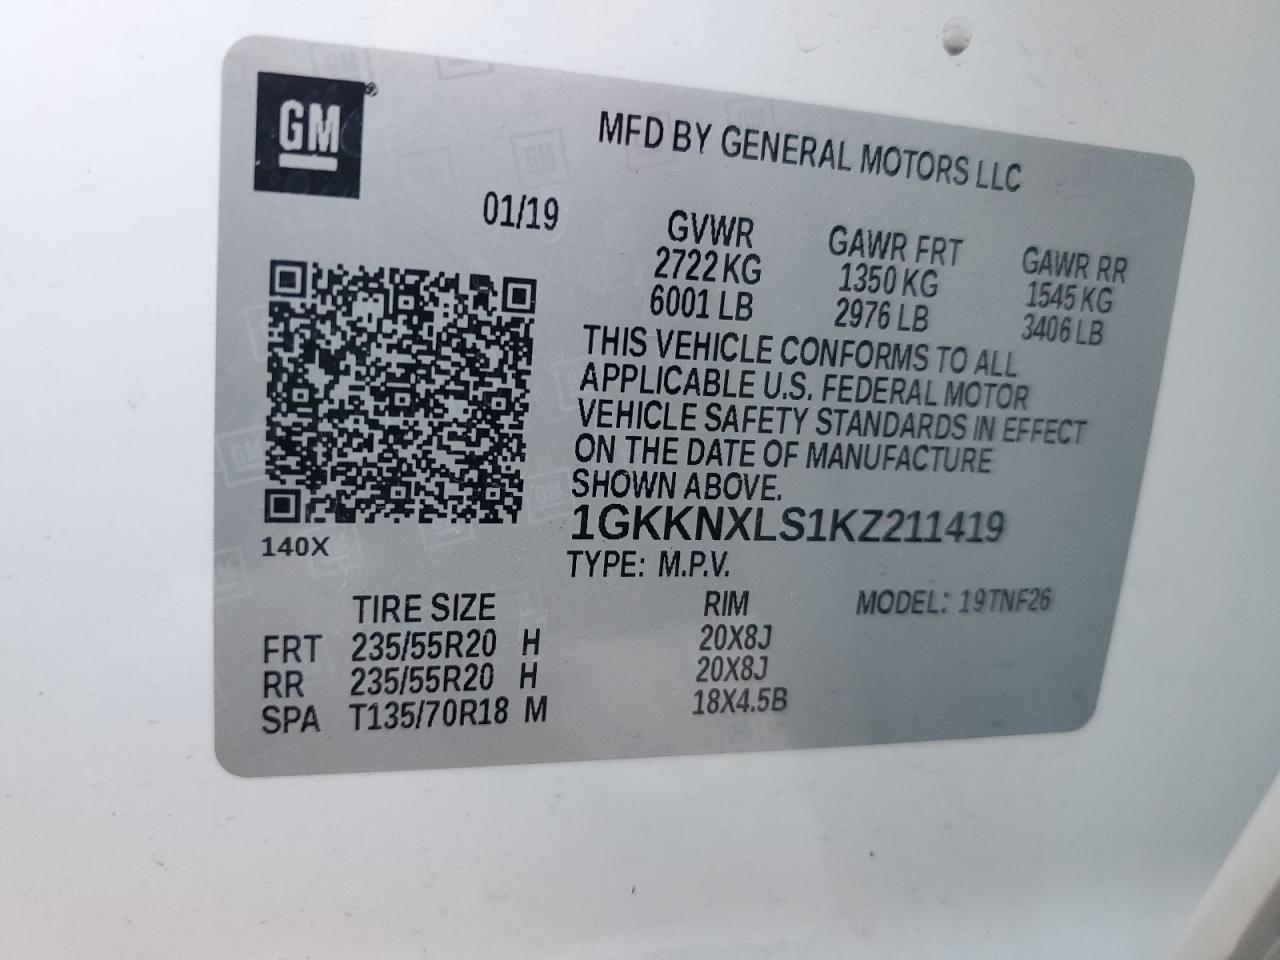 GM®
MFD BY GENERAL MOTORS LLC
01/19
GVWR GAWR FRT GAWR RR
2722 KG 1350 KG 1545 KG
6001 LB 2976 LB 3406 LB
THIS VEHICLE CONFORMS TO ALL
APPLICABLE U.S. FEDERAL MOTOR
VEHICLE SAFETY STANDARDS IN EFFECT
ON THE DATE OF MANUFACTURE
SHOWN ABOVE.
1GKKNXLS1KZ211419
140X
TYPE: M.P.V.
TIRE SIZE RIM MODEL: 19TNF26
FRT 235/55R20 H 20X8J
RR 235/55R20 H 20X8J
SPA T135/70R18 M 18X4.5B